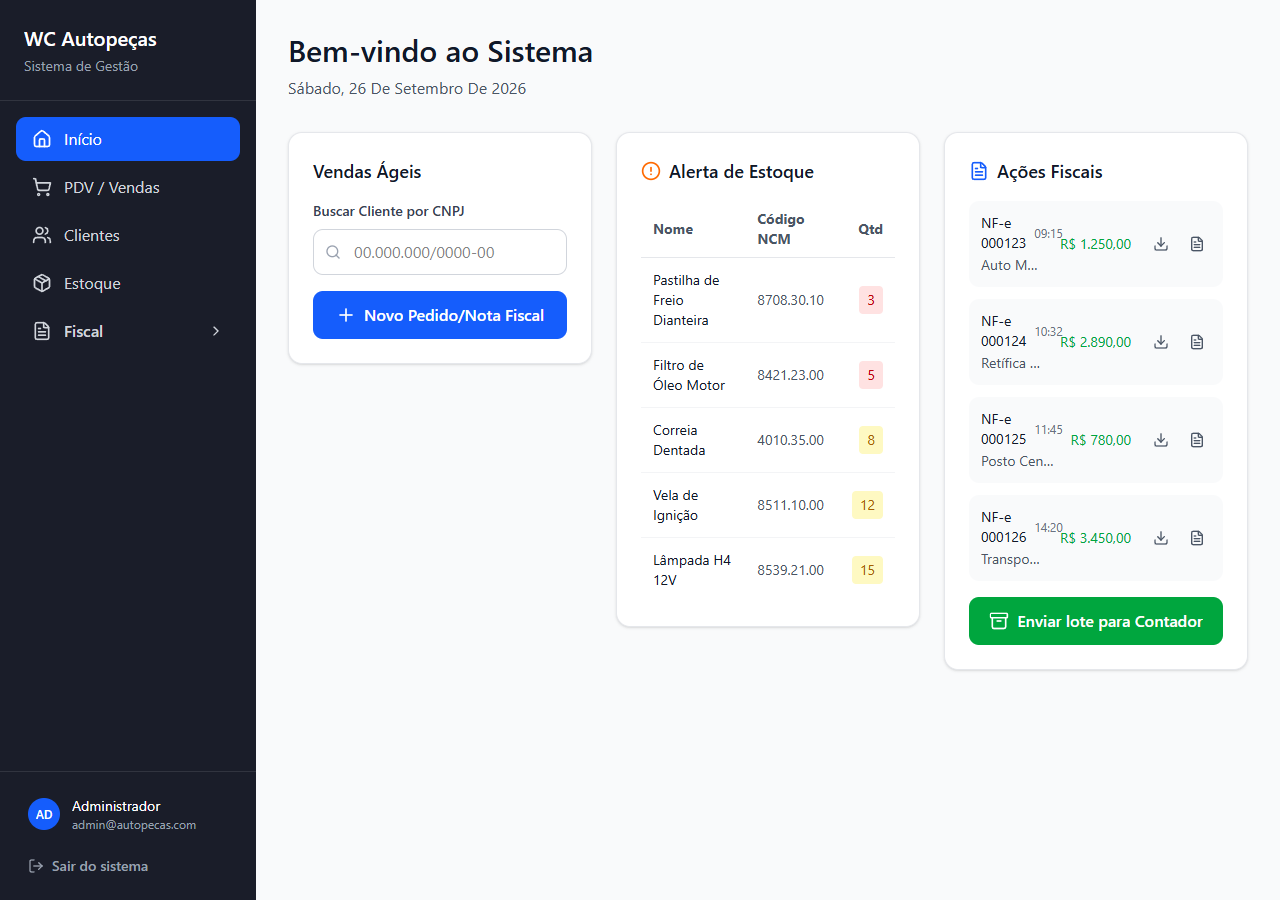 WC Autopeças
Sistema de Gestão
Início
PDV / Vendas
Clientes
Estoque
Fiscal
AD
Administrador
admin@autopecas.com
Sair do sistema
Bem-vindo ao Sistema
Sábado, 26 De Setembro De 2026
Vendas Ágeis
Buscar Cliente por CNPJ
00.000.000/0000-00
Novo Pedido/Nota Fiscal
Alerta de Estoque
Nome Código NCM Qtd
Pastilha de Freio Dianteira 8708.30.10 3
Filtro de Óleo Motor 8421.23.00 5
Correia Dentada 4010.35.00 8
Vela de Ignição 8511.10.00 12
Lâmpada H4 12V 8539.21.00 15
Ações Fiscais
NF-e 000123 09:15 R$ 1.250,00
Auto M...
NF-e 000124 10:32 R$ 2.890,00
Retífica ...
NF-e 000125 11:45 R$ 780,00
Posto Cen...
NF-e 000126 14:20 R$ 3.450,00
Transpo...
Enviar lote para Contador